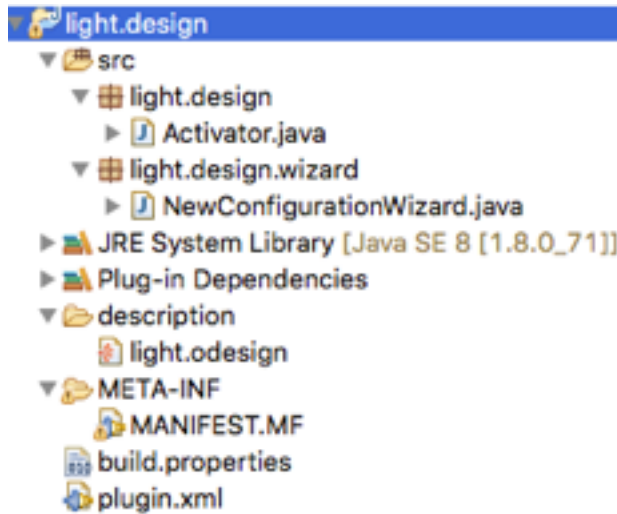 light.design
src
light.design
Activator.java
light.design.wizard
NewConfigurationWizard.java
JRE System Library [Java SE 8 [1.8.0_71]]
Plug-in Dependencies
description
light.odesign
META-INF
MANIFEST.MF
build.properties
plugin.xml